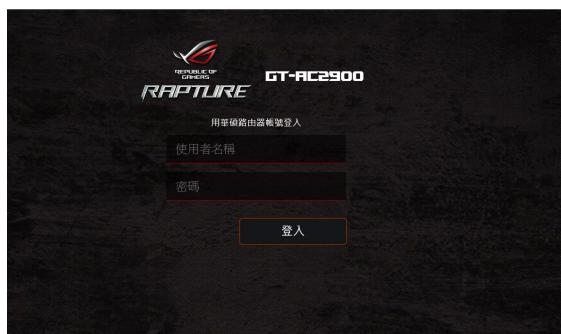 REPUBLIC OF
GAMERS
RAPTURE
GT-AC2900
用華碩路由器帳號登入
使用者名稱
密碼
登入